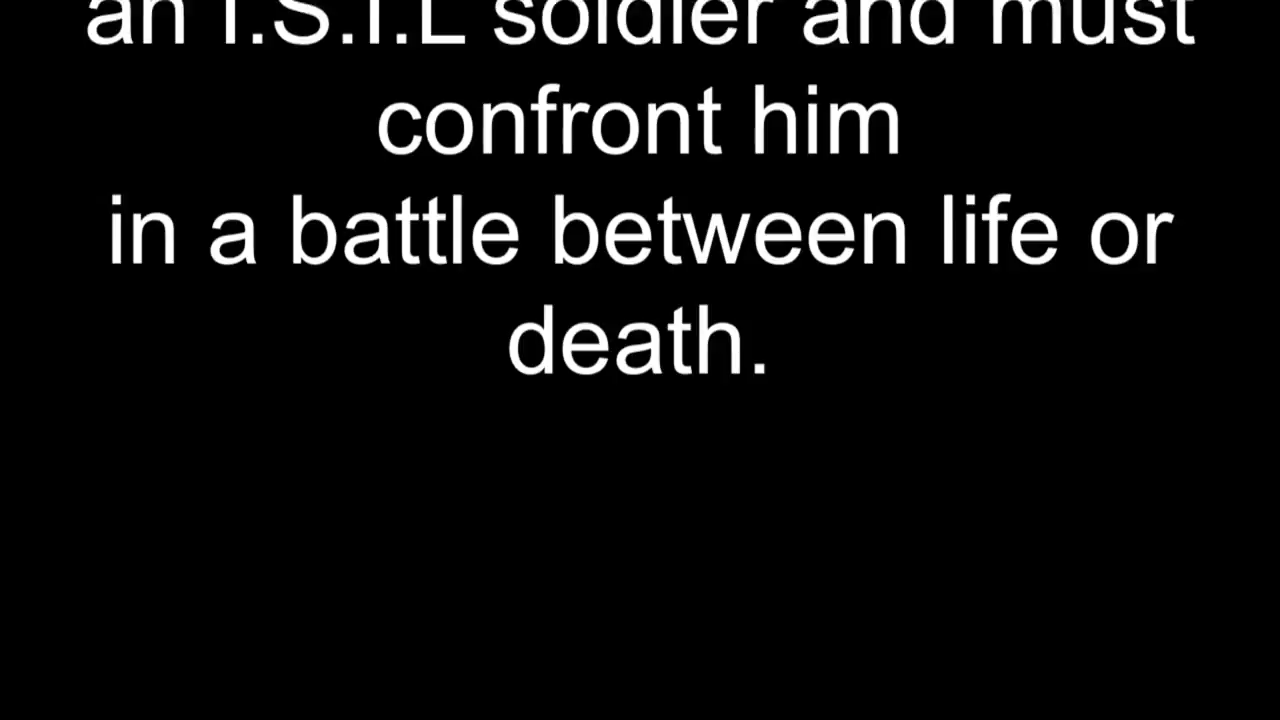 an I.S.I.L soldier and must
confront him
in a battle between life or
death.